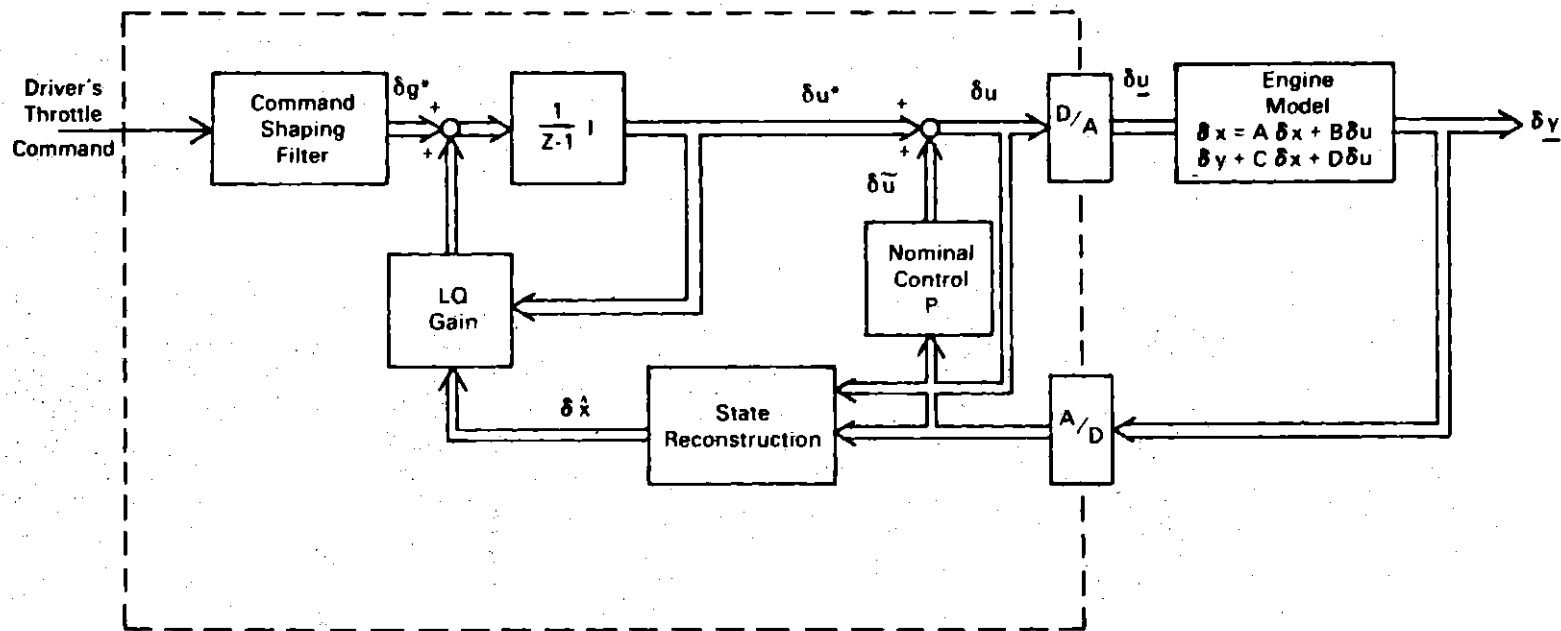 Driver's
Throttle
Command
Command
Shaping
Filter
δg*
+
+
1
Z-1
I
δu*
+
+
δu
D/A
δu
Engine
Model
δx = A δx + Bδu
δy + C δx + Dδu
δy
δũ
Nominal
Control
P
LQ
Gain
δx̂
State
Reconstruction
A/D